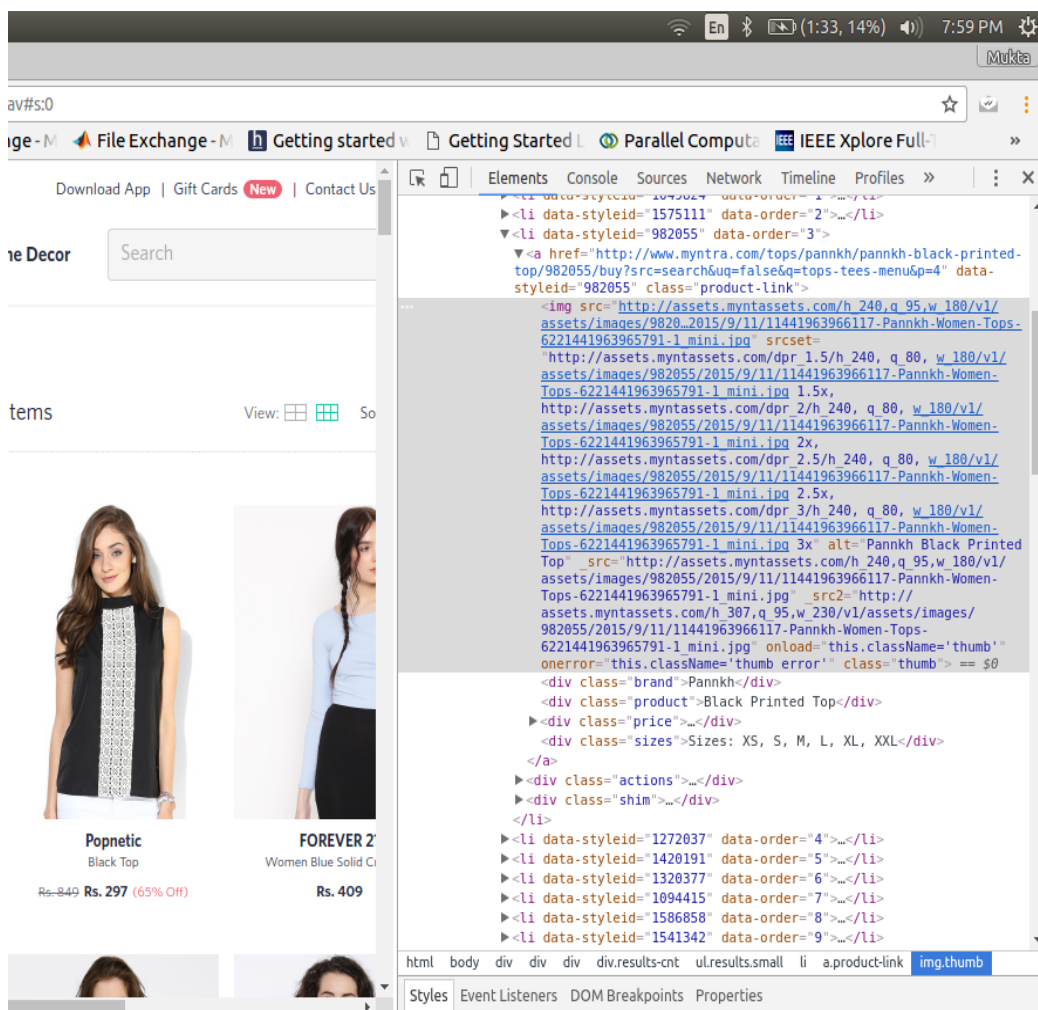 En (1:33, 14%) 7:59 PM
Mukta
av#s:0
ge - M File Exchange - M h Getting started w Getting Started L Parallel Computa IEEE IEEE Xplore Full-T »
Download App | Gift Cards New | Contact Us
ne Decor Search
tems View: So
Popnetic
Black Top
Rs. 849 Rs. 297 (65% Off)
FOREVER 21
Women Blue Solid C
Rs. 409
Elements Console Sources Network Timeline Profiles »
<li data-styleid="1645824" data-order="1">…</li>
<li data-styleid="1575111" data-order="2">…</li>
<li data-styleid="982055" data-order="3">
<a href="http://www.myntra.com/tops/pannkh/pannkh-black-printed-
top/982055/buy?src=search&uq=false&q=tops-tees-menu&p=4" data-
styleid="982055" class="product-link">
<img src="http://assets.myntassets.com/h_240,q_95,w_180/v1/
assets/images/9820…2015/9/11/11441963966117-Pannkh-Women-Tops-
6221441963965791-1_mini.jpg" srcset=
"http://assets.myntassets.com/dpr_1.5/h_240, q_80, w_180/v1/
assets/images/982055/2015/9/11/11441963966117-Pannkh-Women-
Tops-6221441963965791-1_mini.jpg 1.5x,
http://assets.myntassets.com/dpr_2/h_240, q_80, w_180/v1/
assets/images/982055/2015/9/11/11441963966117-Pannkh-Women-
Tops-6221441963965791-1_mini.jpg 2x,
http://assets.myntassets.com/dpr_2.5/h_240, q_80, w_180/v1/
assets/images/982055/2015/9/11/11441963966117-Pannkh-Women-
Tops-6221441963965791-1_mini.jpg 2.5x,
http://assets.myntassets.com/dpr_3/h_240, q_80, w_180/v1/
assets/images/982055/2015/9/11/11441963966117-Pannkh-Women-
Tops-6221441963965791-1_mini.jpg 3x" alt="Pannkh Black Printed
Top" _src="http://assets.myntassets.com/h_240,q_95,w_180/v1/
assets/images/982055/2015/9/11/11441963966117-Pannkh-Women-
Tops-6221441963965791-1_mini.jpg" _src2="http://
assets.myntassets.com/h_307,q_95,w_230/v1/assets/images/
982055/2015/9/11/11441963966117-Pannkh-Women-Tops-
6221441963965791-1_mini.jpg" onload="this.className='thumb'"
onerror="this.className='thumb error'" class="thumb"> == $0
<div class="brand">Pannkh</div>
<div class="product">Black Printed Top</div>
<div class="price">…</div>
<div class="sizes">Sizes: XS, S, M, L, XL, XXL</div>
</a>
<div class="actions">…</div>
<div class="shim">…</div>
</li>
<li data-styleid="1272037" data-order="4">…</li>
<li data-styleid="1420191" data-order="5">…</li>
<li data-styleid="1320377" data-order="6">…</li>
<li data-styleid="1094415" data-order="7">…</li>
<li data-styleid="1586858" data-order="8">…</li>
<li data-styleid="1541342" data-order="9">…</li>
html body div div div div.results-cnt ul.results.small li a.product-link img.thumb
Styles Event Listeners DOM Breakpoints Properties